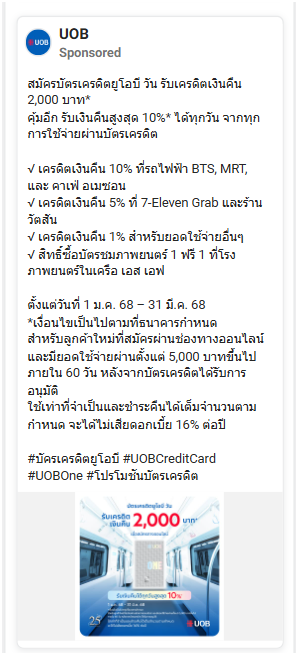 UOB
Sponsored
สมัครบัตรเครดิตยูโอบี วัน รับเครดิตเงินคืน
2,000 บาท*
คุ้มอีก รับเงินคืนสูงสุด 10%* ได้ทุกวัน จากทุก
การใช้จ่ายผ่านบัตรเครดิต
√ เครดิตเงินคืน 10% ที่รถไฟฟ้า BTS, MRT,
และ คาเฟ่ อเมซอน
√ เครดิตเงินคืน 5% ที่ 7-Eleven Grab และร้าน
วัตสัน
√ เครดิตเงินคืน 1% สำหรับยอดใช้จ่ายอื่นๆ
√ สิทธิ์ซื้อบัตรชมภาพยนตร์ 1 ฟรี 1 ที่โรง
ภาพยนตร์ในเครือ เอส เอฟ
ตั้งแต่วันที่ 1 ม.ค. 68 – 31 มี.ค. 68
*เงื่อนไขเป็นไปตามที่ธนาคารกำหนด
สำหรับลูกค้าใหม่ที่สมัครผ่านช่องทางออนไลน์
และมียอดใช้จ่ายผ่านตั้งแต่ 5,000 บาทขึ้นไป
ภายใน 60 วัน หลังจากบัตรเครดิตได้รับการ
อนุมัติ
ใช้เท่าที่จำเป็นและชำระคืนได้เต็มจำนวนตาม
กำหนด จะได้ไม่เสียดอกเบี้ย 16% ต่อปี
#บัครเครดิตยูโอบี #UOBCreditCard
#UOBOne #โปรโมชันบัตรเครดิต
บัตรเครดิตยูโอบี วัน
รับเครดิต
เงินคืน 2,000 บาท*
รับเงินคืนได้ทุกวันสูงสุด 10%
25
UOB